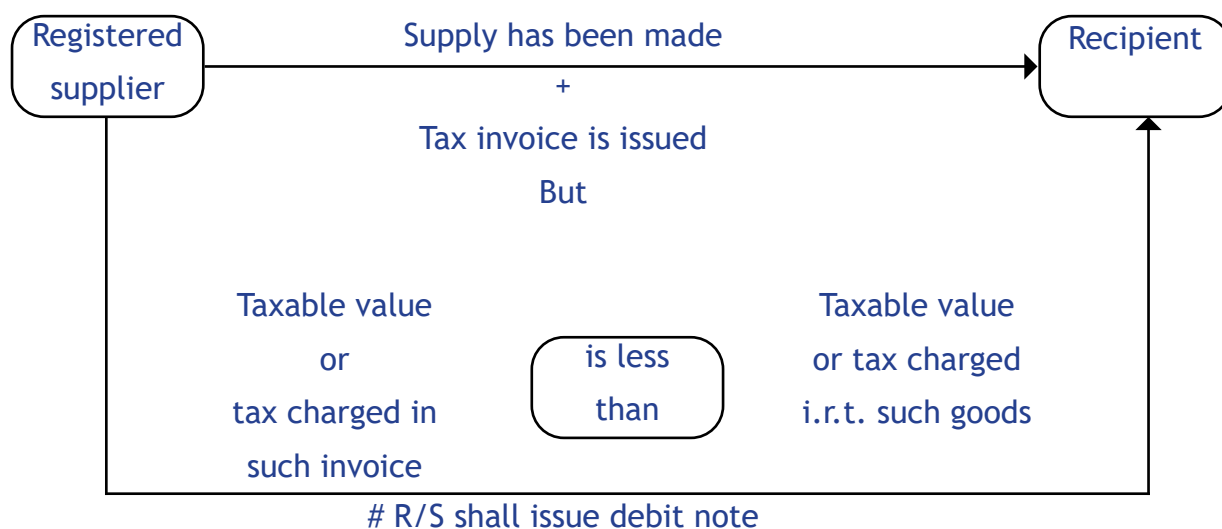 Registered
supplier
Supply has been made
+
Tax invoice is issued
But
Recipient
Taxable value
or
tax charged in
such invoice
is less
than
Taxable value
or tax charged
i.r.t. such goods
# R/S shall issue debit note